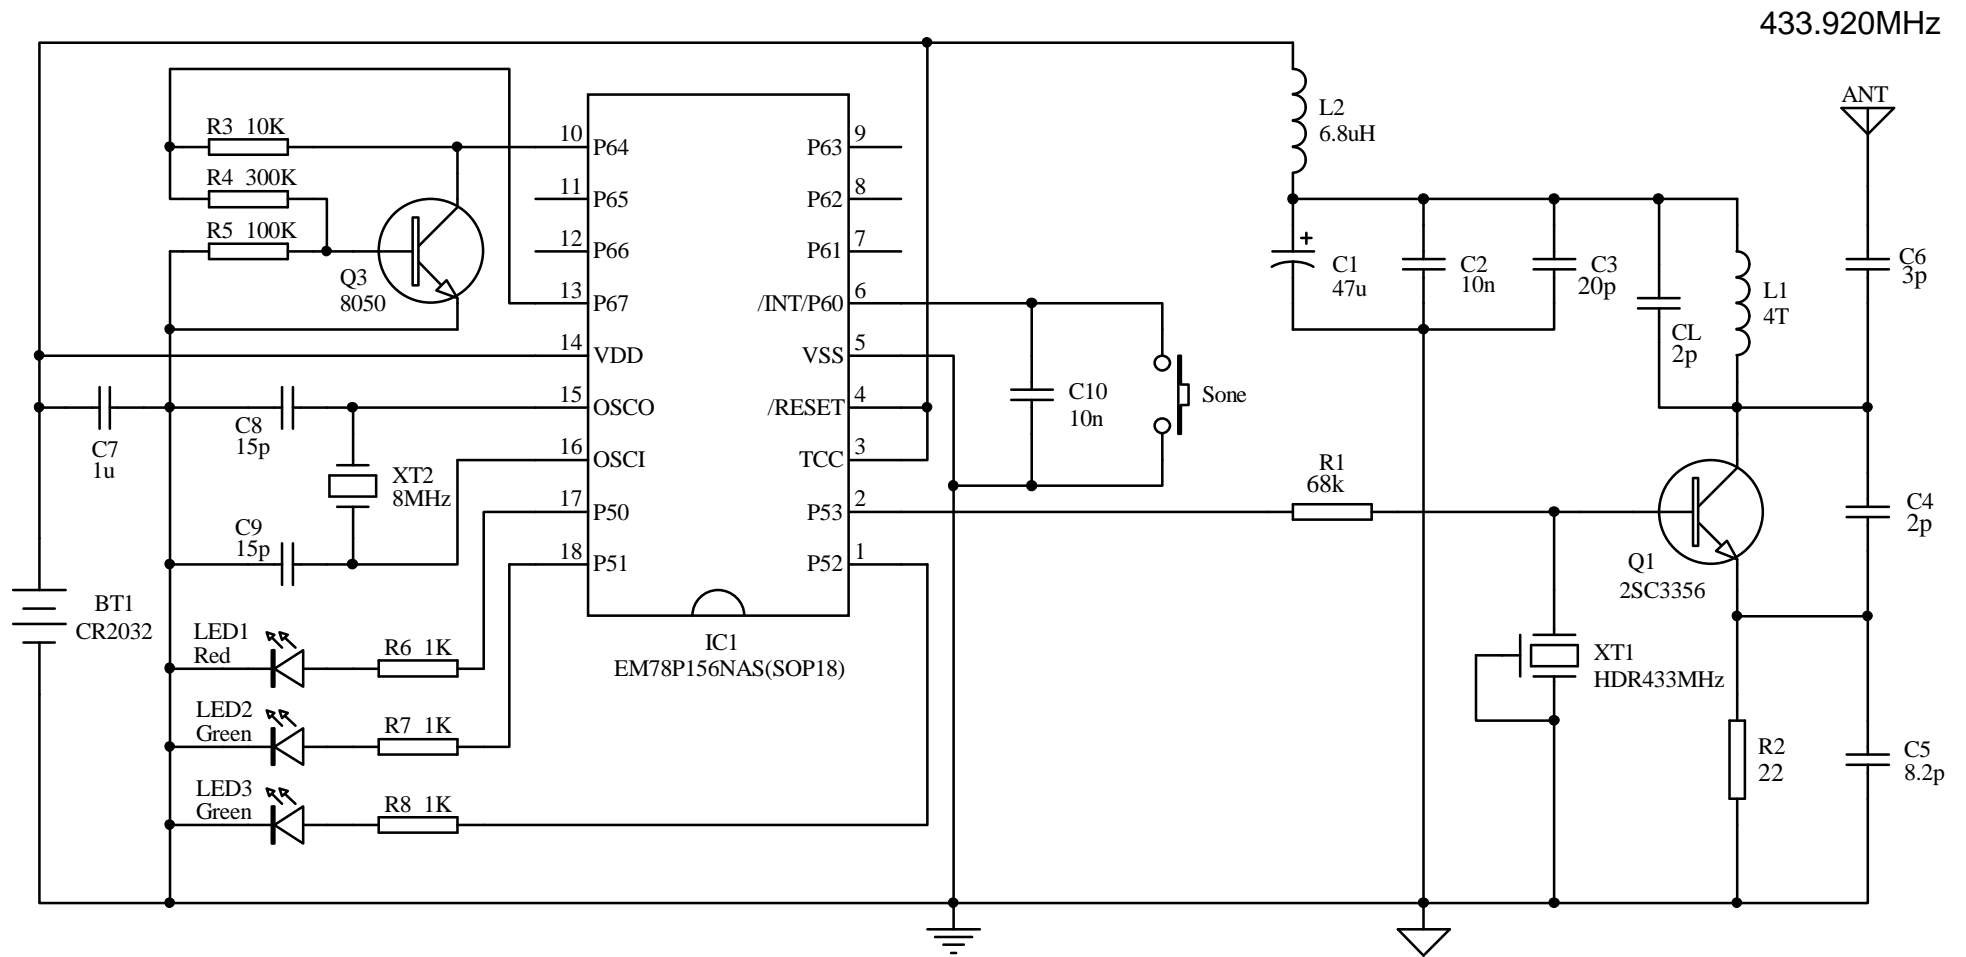 433.920MHz
ANT
R3 10K
R4 300K
R5 100K
Q3
8050
10
P64
11
P65
12
P66
13
P67
14
VDD
15
OSCO
16
OSCI
17
P50
18
P51
P63
9
P62
8
P61
7
/INT/P60
6
VSS
5
/RESET
4
TCC
3
P53
2
P52
1
IC1
EM78P156NAS(SOP18)
C7
1u
C8
15p
C9
15p
XT2
8MHz
BT1
CR2032
LED1
Red
R6 1K
LED2
Green
R7 1K
LED3
Green
R8 1K
C10
10n
Sone
L2
6.8uH
+
C1
47u
C2
10n
C3
20p
CL
2p
L1
4T
C6
3p
R1
68k
Q1
2SC3356
C4
2p
XT1
HDR433MHz
R2
22
C5
8.2p